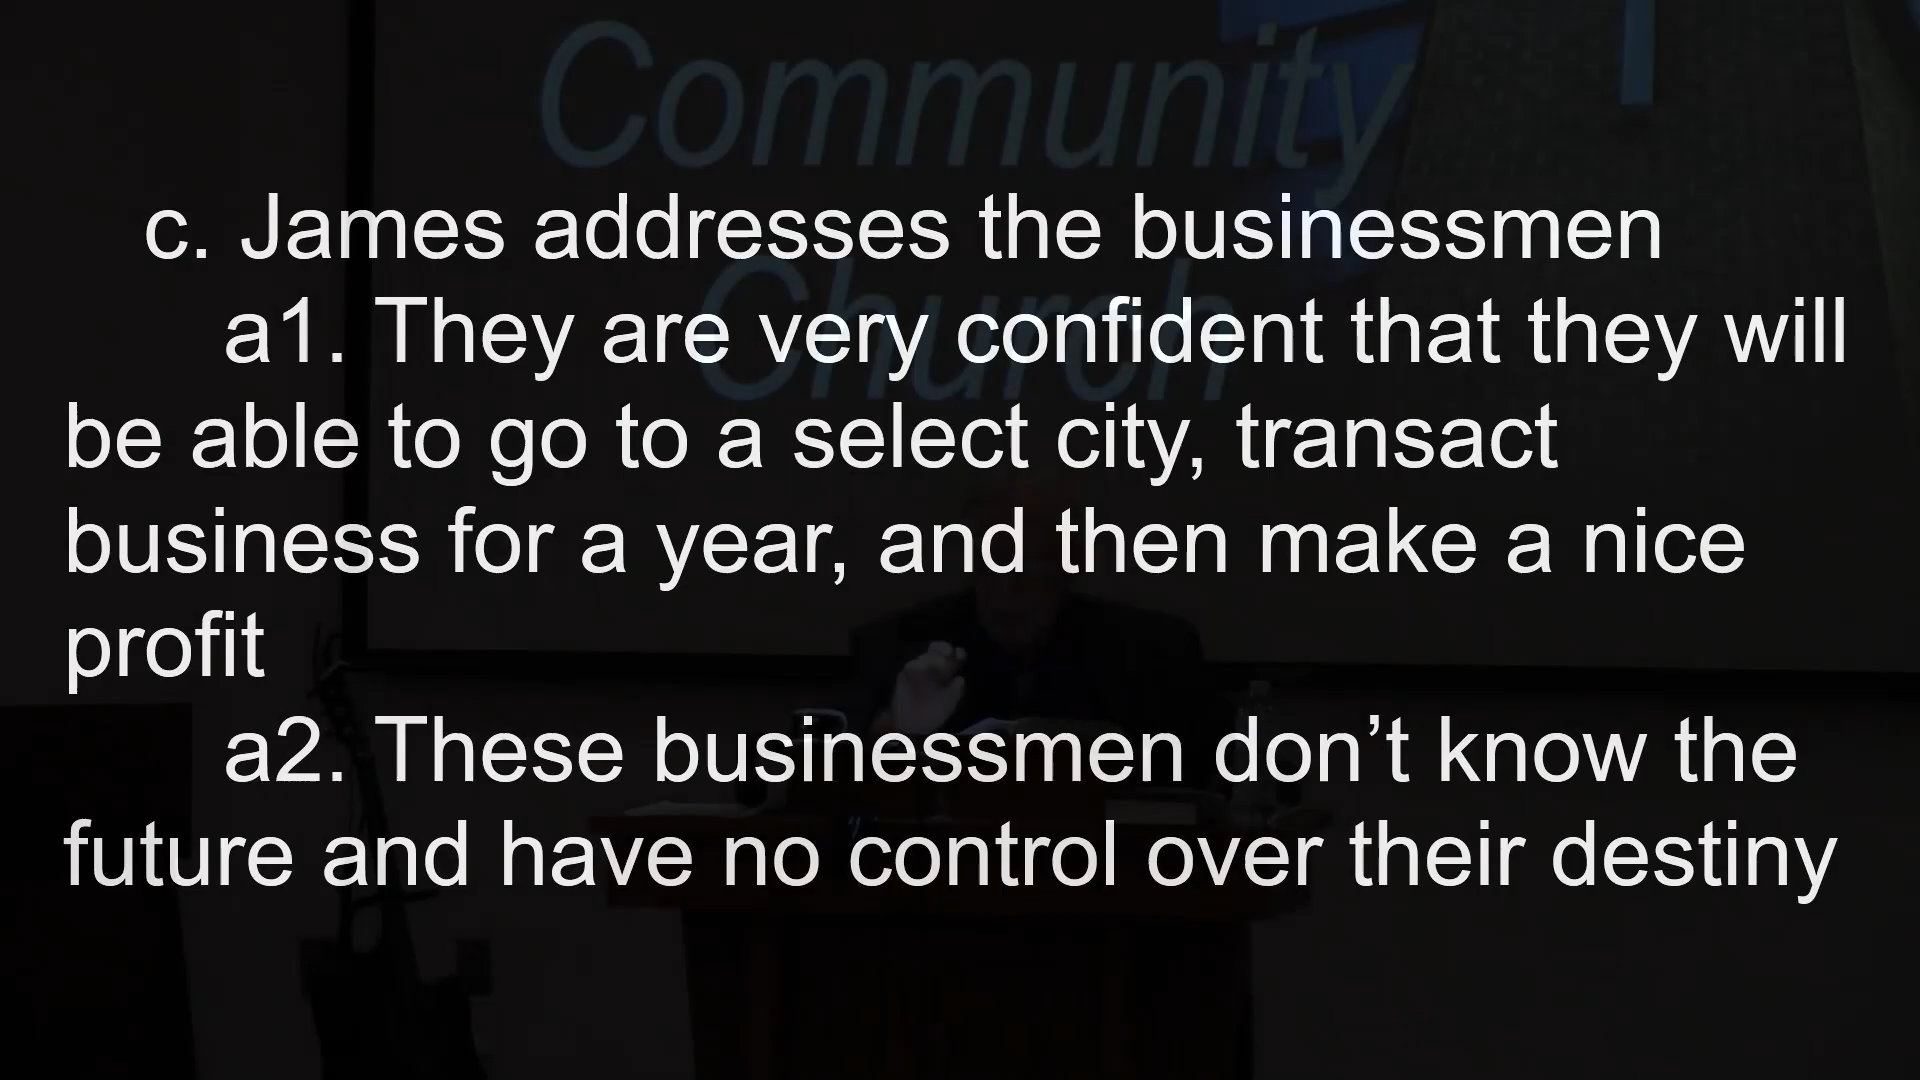 Community
Church
c. James addresses the businessmen
a1. They are very confident that they will
be able to go to a select city, transact
business for a year, and then make a nice
profit
a2. These businessmen don’t know the
future and have no control over their destiny